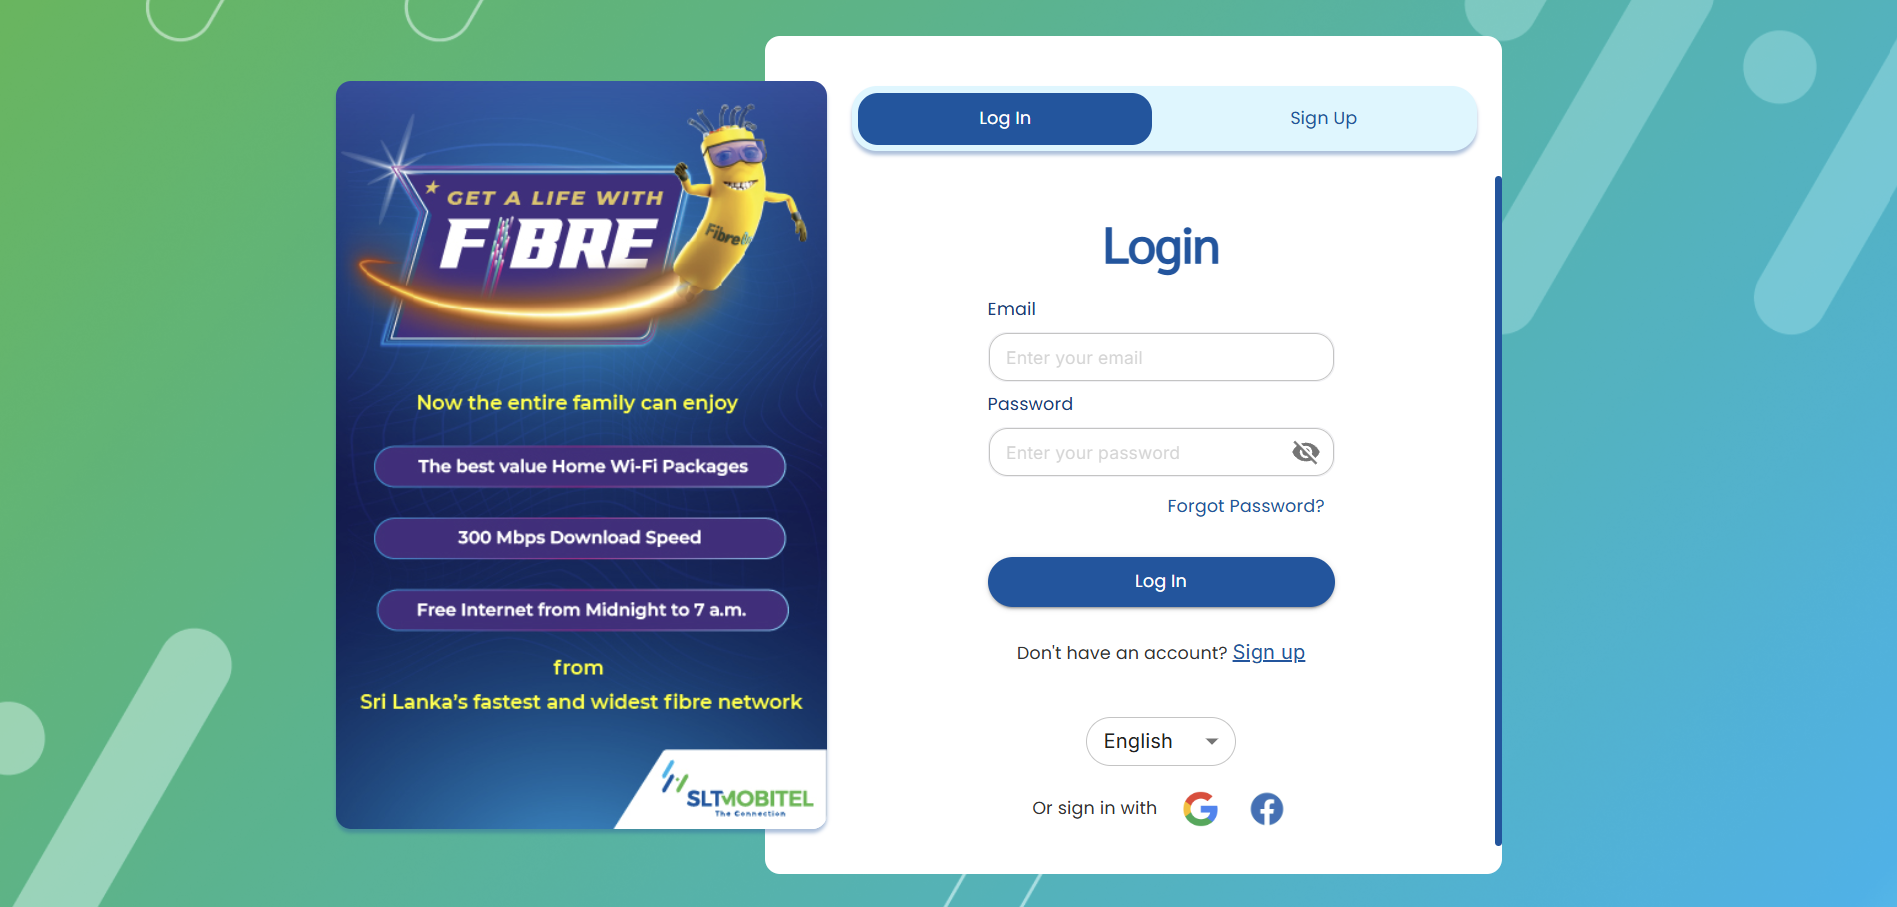 GET A LIFE WITH
FIBRE
Now the entire family can enjoy
The best value Home Wi-Fi Packages
300 Mbps Download Speed
Free Internet from Midnight to 7 a.m.
from
Sri Lanka's fastest and widest fibre network
SLTMOBITEL
The Connection
Log In
Sign Up
Login
Email
Enter your email
Password
Enter your password
Forgot Password?
Log In
Don't have an account? Sign up
English
Or sign in with